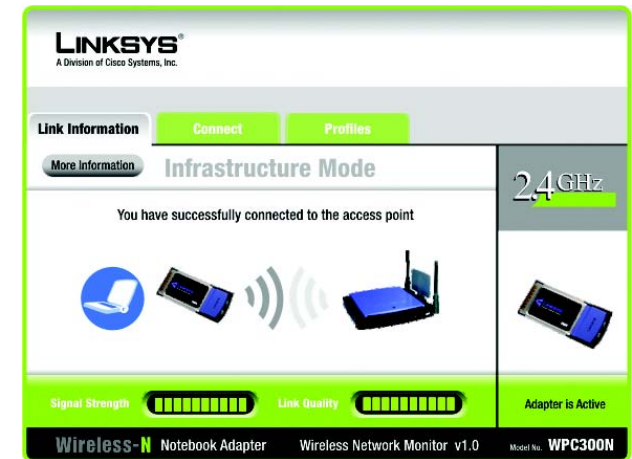 LINKSYS®
A Division of Cisco Systems, Inc.
Link Information Connect Profiles
More Information Infrastructure Mode
2.4GHz
You have successfully connected to the access point
Signal Strength Link Quality Adapter is Active
Wireless-N Notebook Adapter Wireless Network Monitor v1.0 Model No. WPC300N